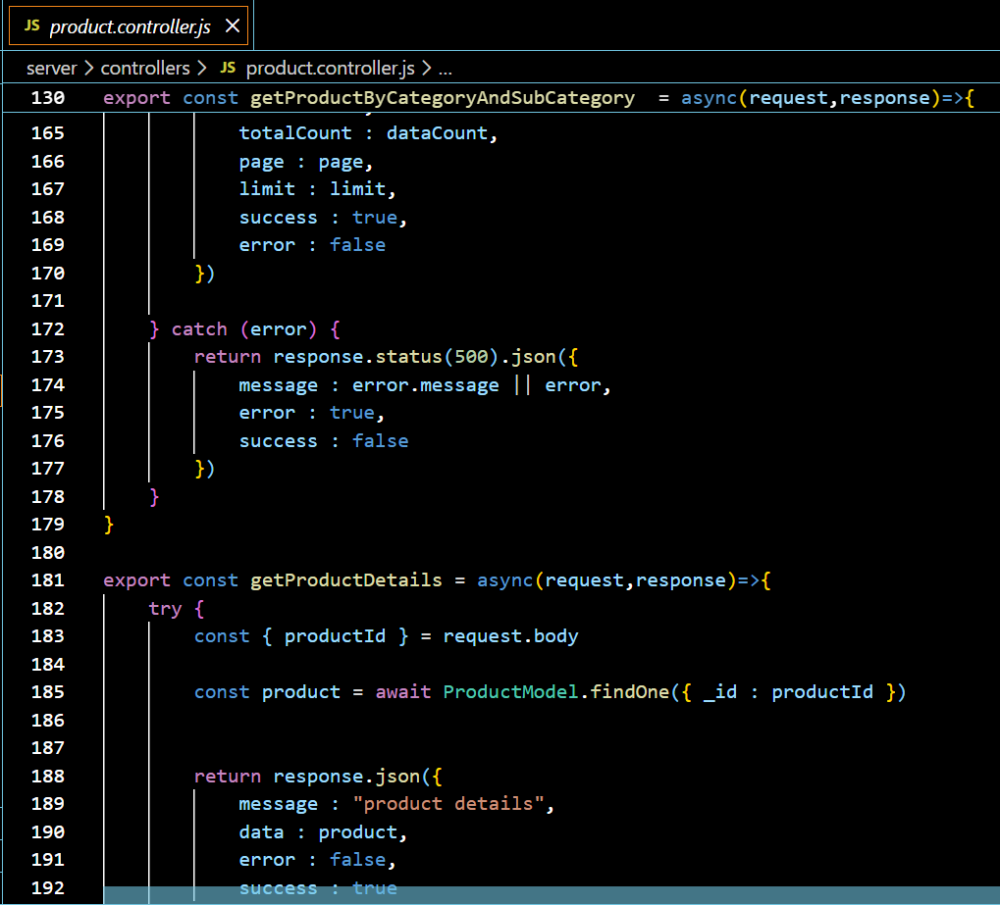 JS product.controller.js ×
server > controllers > JS product.controller.js > ...
130 export const getProductByCategoryAndSubCategory  = async(request,response)=>{
165             totalCount : dataCount,
166             page : page,
167             limit : limit,
168             success : true,
169             error : false
170         })
171
172     } catch (error) {
173         return response.status(500).json({
174             message : error.message || error,
175             error : true,
176             success : false
177         })
178     }
179 }
180
181 export const getProductDetails = async(request,response)=>{
182     try {
183         const { productId } = request.body
184
185         const product = await ProductModel.findOne({ _id : productId })
186
187
188         return response.json({
189             message : "product details",
190             data : product,
191             error : false,
192             success : true